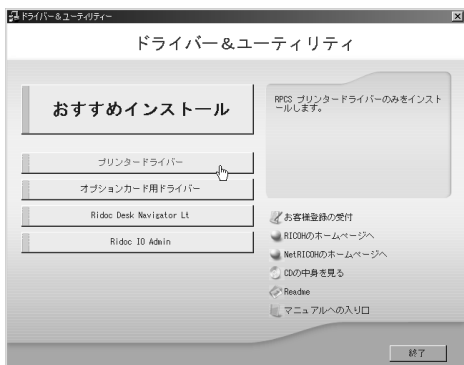 ドライバー&ユーティリティー
ドライバー&ユーティリティ
おすすめインストール
プリンタードライバー
オプションカード用ドライバー
Ridoc Desk Navigator Lt
Ridoc IO Admin
RPCS プリンタードライバーのみをインスト
ールします。
お客様登録の受付
RICOHのホームページへ
NetRICOHのホームページへ
CDの中身を見る
Readme
マニュアルへの入り口
終了